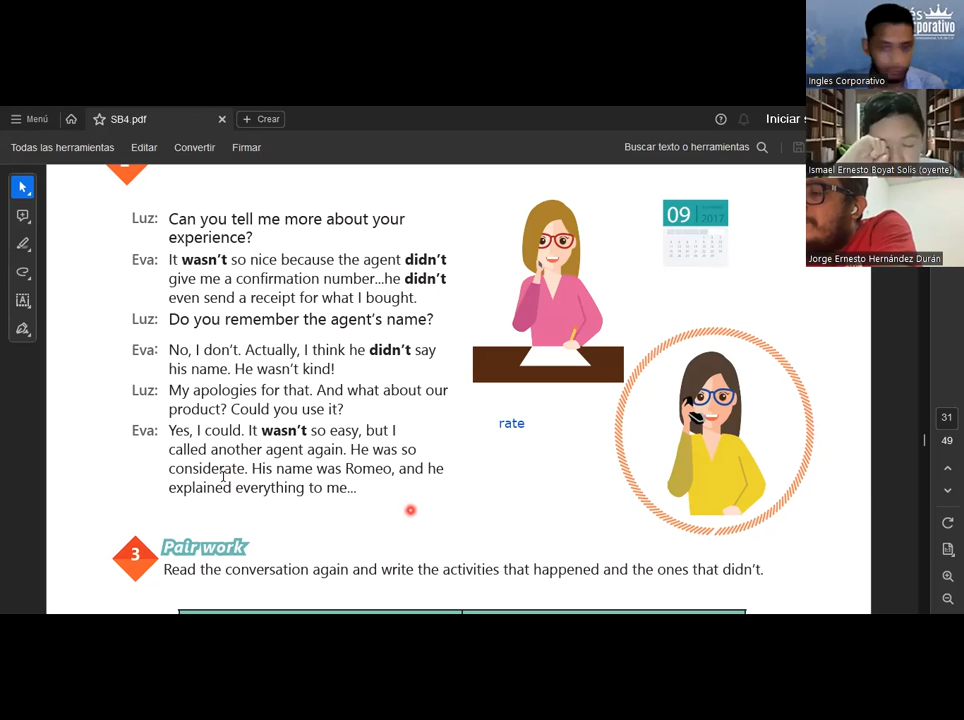 és
Corporativo
Ingles Corporativo
Menú
SB4.pdf
Crear
Iniciar s
Todas las herramientas
Editar
Convertir
Firmar
Buscar texto o herramientas
Ismael Ernesto Boyat Solis (oyente)
Jorge Ernesto Hernández Durán
Luz: Can you tell me more about your
experience?
Eva: It wasn't so nice because the agent didn't
give me a confirmation number...he didn't
even send a receipt for what I bought.
Luz: Do you remember the agent's name?
Eva: No, I don't. Actually, I think he didn't say
his name. He wasn't kind!
Luz: My apologies for that. And what about our
product? Could you use it?
Eva: Yes, I could. It wasn't so easy, but I
called another agent again. He was so
considerate. His name was Romeo, and he
explained everything to me...
09
2017
rate
31
49
3 Pair work
Read the conversation again and write the activities that happened and the ones that didn't.